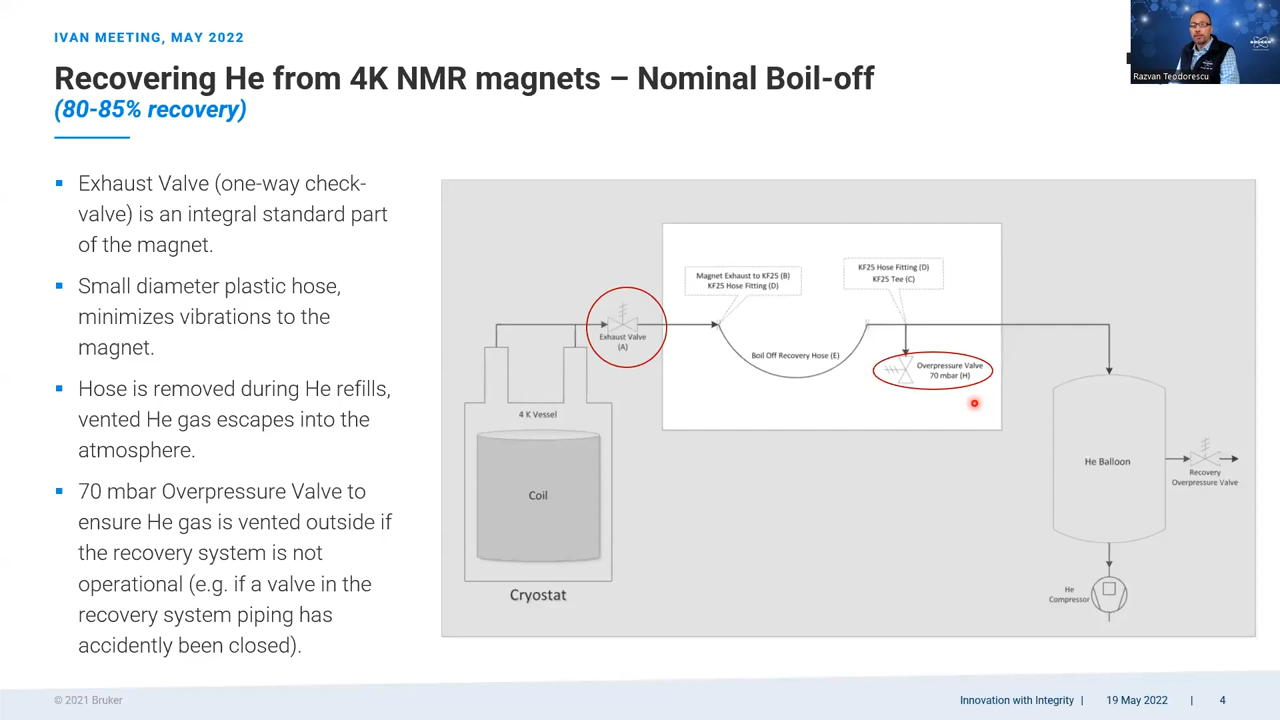 IVAN MEETING, MAY 2022
Recovering He from 4K NMR magnets – Nominal Boil-off
(80-85% recovery)
BRUKER
Razvan Teodorescu
▪ Exhaust Valve (one-way check-
valve) is an integral standard part
of the magnet.
▪ Small diameter plastic hose,
minimizes vibrations to the
magnet.
▪ Hose is removed during He refills,
vented He gas escapes into the
atmosphere.
▪ 70 mbar Overpressure Valve to
ensure He gas is vented outside if
the recovery system is not
operational (e.g. if a valve in the
recovery system piping has
accidently been closed).
Magnet Exhaust to KF25 (B)
KF25 Hose Fitting (D)
KF25 Hose Fitting (D)
KF25 Tee (C)
Exhaust Valve
(A)
Boil Off Recovery Hose (E)
Overpressure Valve
70 mbar (H)
4 K Vessel
Coil
Cryostat
He Balloon
Recovery
Overpressure Valve
He
Compressor
© 2021 Bruker
Innovation with Integrity | 19 May 2022 | 4